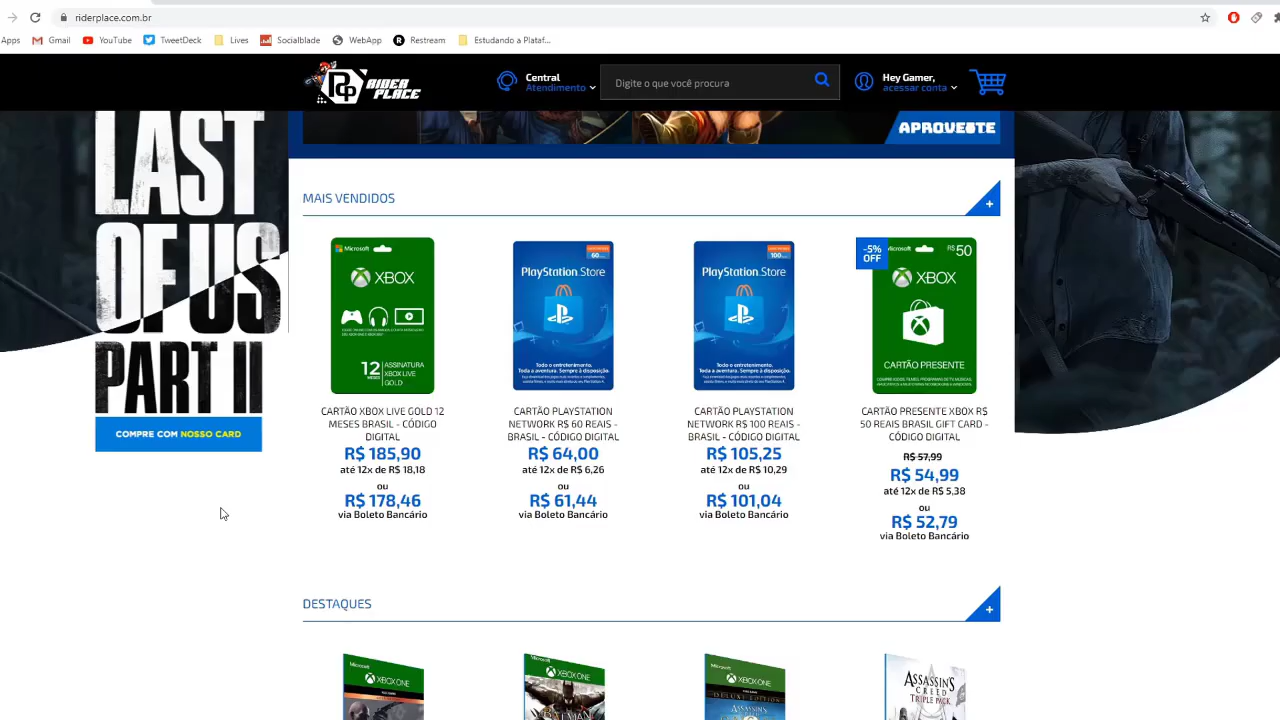 riderplace.com.br
Apps Gmail YouTube TweetDeck Lives Socialblade WebApp Restream Estudando a Plataf...
RIDER PLACE
Central
Atendimento
Digite o que você procura
Hey Gamer,
acessar conta
LAST
OF US
PART II
COMPRE COM NOSSO CARD
APROVEITE
MAIS VENDIDOS
+
Microsoft
XBOX
12 MESES
ASSINATURA
XBOX LIVE
GOLD
60
PlayStation Store
Todo o entretenimento.
Toda a aventura. Sempre à disposição.
100
PlayStation Store
Todo o entretenimento.
Toda a aventura. Sempre à disposição.
-5%
OFF
Microsoft
R$ 50
XBOX
CARTÃO PRESENTE
CARTÃO XBOX LIVE GOLD 12
MESES BRASIL - CÓDIGO
DIGITAL
R$ 185,90
até 12x de R$ 18,18
ou
R$ 178,46
via Boleto Bancário
CARTÃO PLAYSTATION
NETWORK R$ 60 REAIS -
BRASIL - CÓDIGO DIGITAL
R$ 64,00
até 12x de R$ 6,26
ou
R$ 61,44
via Boleto Bancário
CARTÃO PLAYSTATION
NETWORK R$ 100 REAIS -
BRASIL - CÓDIGO DIGITAL
R$ 105,25
até 12x de R$ 10,29
ou
R$ 101,04
via Boleto Bancário
CARTÃO PRESENTE XBOX R$
50 REAIS BRASIL GIFT CARD -
CÓDIGO DIGITAL
R$ 57,99
R$ 54,99
até 12x de R$ 5,38
ou
R$ 52,79
via Boleto Bancário
DESTAQUES
+
Microsoft
XBOX ONE
Microsoft
XBOX ONE
BATMAN
Microsoft
XBOX ONE
DELUXE EDITION
ASSASSIN'S
ASSASSIN'S
CREED
TRIPLE PACK